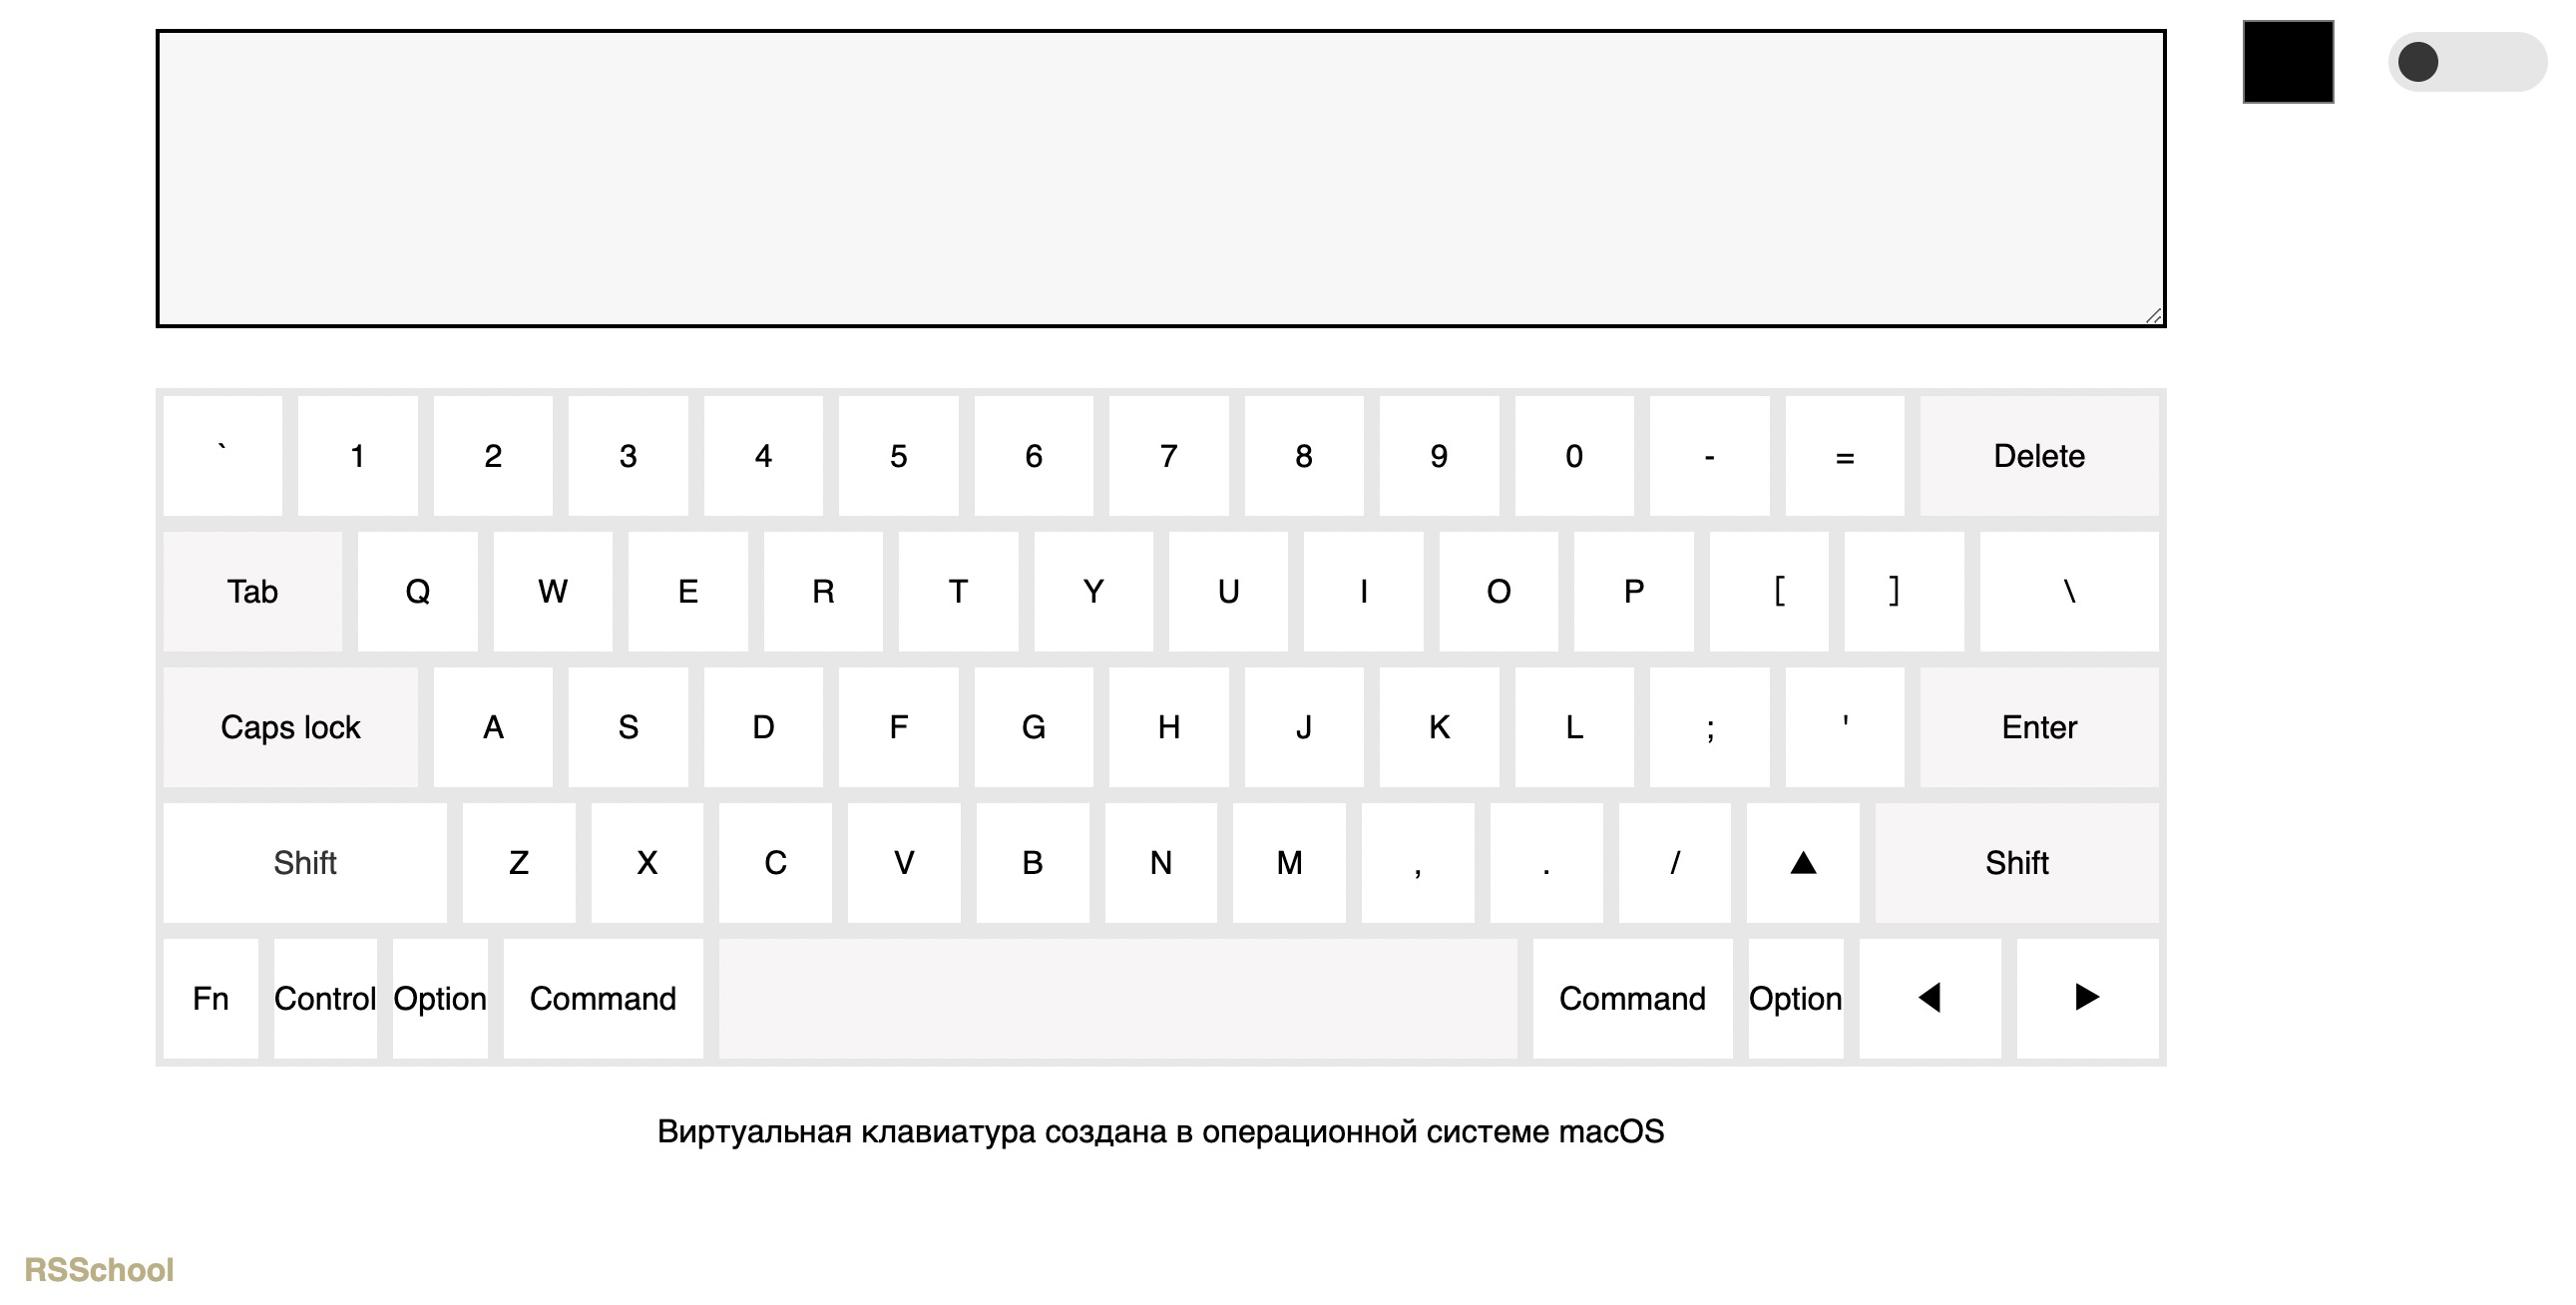 ` 1 2 3 4 5 6 7 8 9 0 - = Delete
Tab Q W E R T Y U I O P [ ] \
Caps lock A S D F G H J K L ; ' Enter
Shift Z X C V B N M , . / ▲ Shift
Fn Control Option Command Command Option ◀ ▶
Виртуальная клавиатура создана в операционной системе macOS
RSSchool